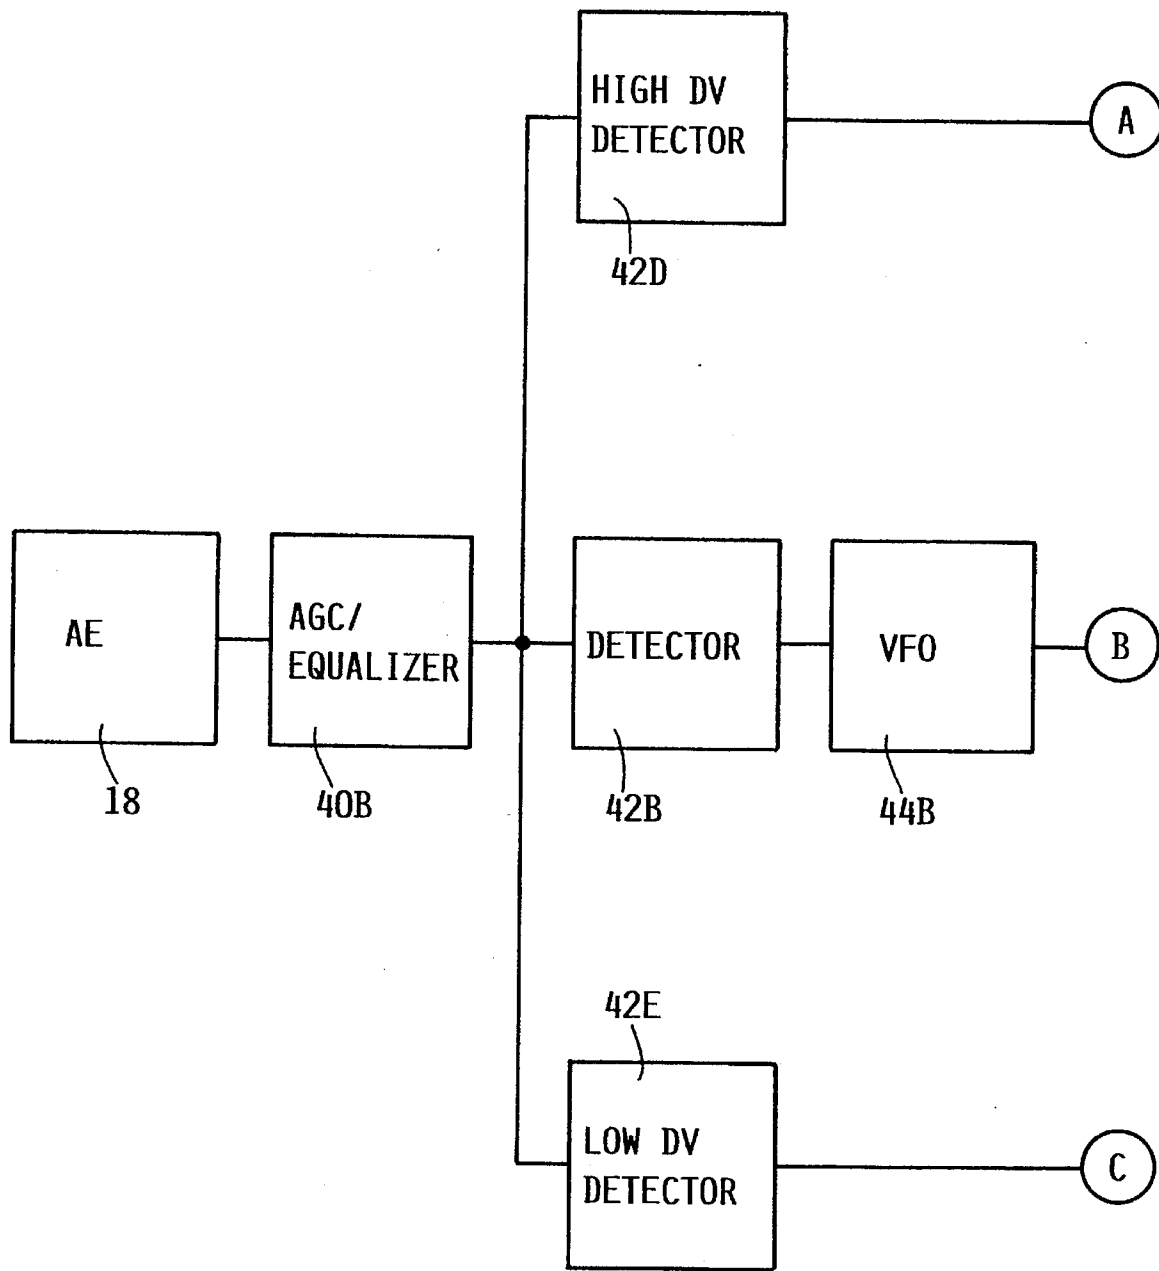 HIGH DV
DETECTOR
A
42D
AE
AGC/
EQUALIZER
DETECTOR
VFO
B
18
40B
42B
44B
42E
LOW DV
DETECTOR
C